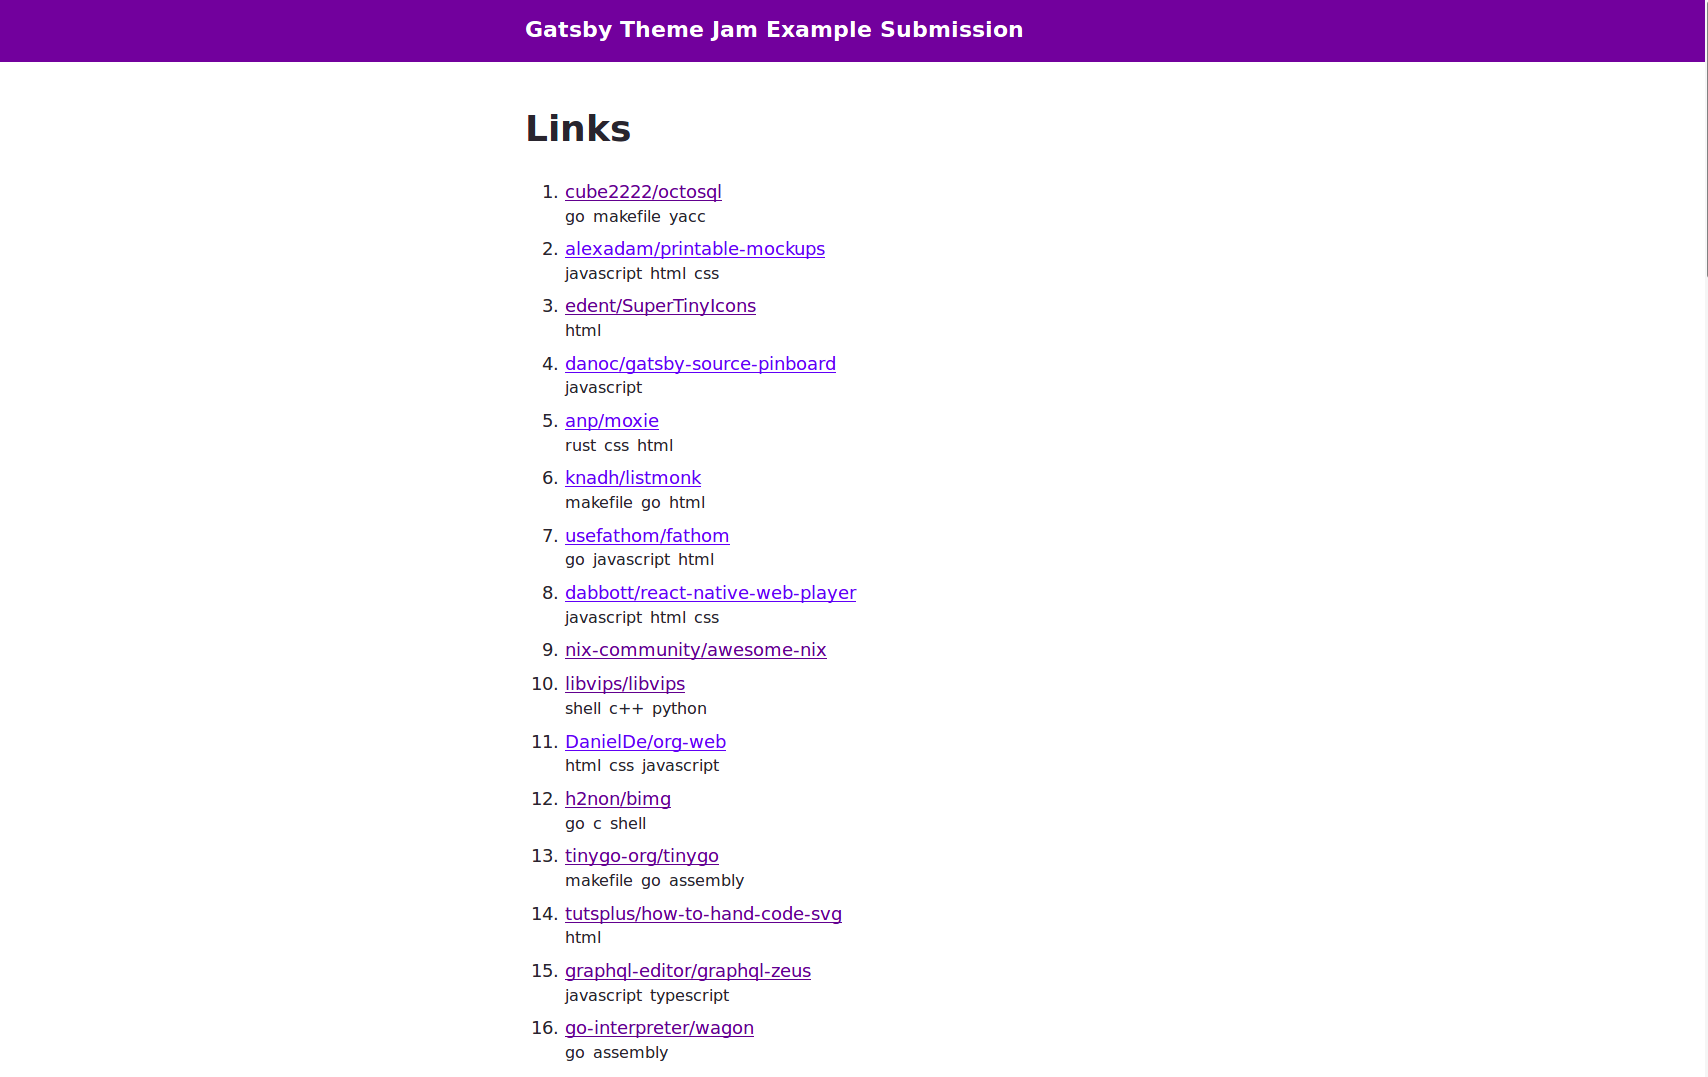 Gatsby Theme Jam Example Submission
Links
1. cube2222/octosql
go makefile yacc
2. alexadam/printable-mockups
javascript html css
3. edent/SuperTinyIcons
html
4. danoc/gatsby-source-pinboard
javascript
5. anp/moxie
rust css html
6. knadh/listmonk
makefile go html
7. usefathom/fathom
go javascript html
8. dabbott/react-native-web-player
javascript html css
9. nix-community/awesome-nix
10. libvips/libvips
shell c++ python
11. DanielDe/org-web
html css javascript
12. h2non/bimg
go c shell
13. tinygo-org/tinygo
makefile go assembly
14. tutsplus/how-to-hand-code-svg
html
15. graphql-editor/graphql-zeus
javascript typescript
16. go-interpreter/wagon
go assembly